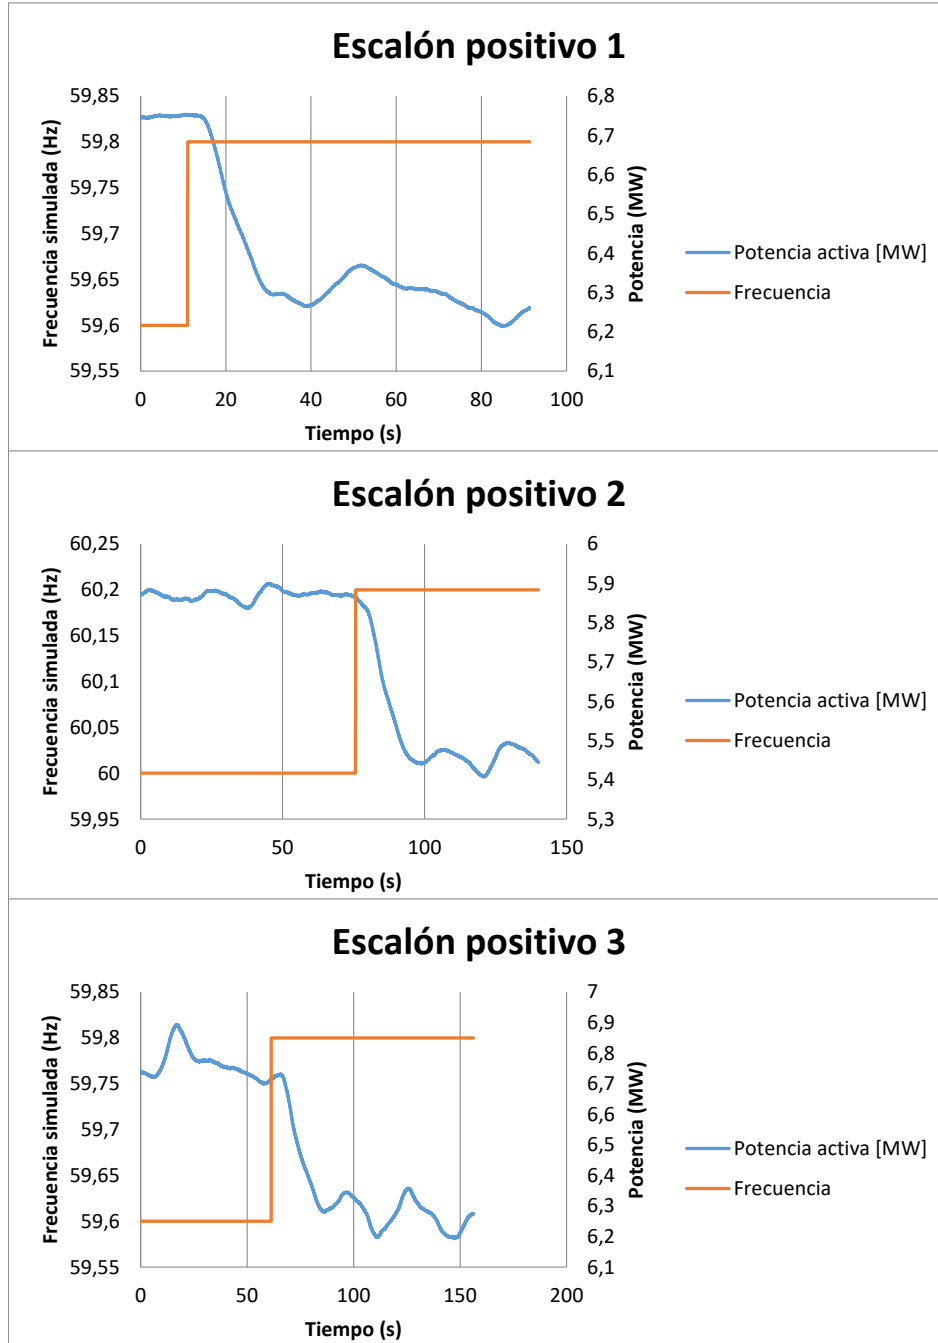 Escalón positivo 1
Frecuencia simulada (Hz)
59,85
59,8
59,75
59,7
59,65
59,6
59,55
6,8
6,7
6,6
6,5
6,4
6,3
6,2
6,1
Potencia (MW)
0 20 40 60 80 100
Tiempo (s)
Potencia activa [MW]
Frecuencia
Escalón positivo 2
Frecuencia simulada (Hz)
60,25
60,2
60,15
60,1
60,05
60
59,95
6
5,9
5,8
5,7
5,6
5,5
5,4
5,3
Potencia (MW)
0 50 100 150
Tiempo (s)
Potencia activa [MW]
Frecuencia
Escalón positivo 3
Frecuencia simulada (Hz)
59,85
59,8
59,75
59,7
59,65
59,6
59,55
7
6,9
6,8
6,7
6,6
6,5
6,4
6,3
6,2
6,1
Potencia (MW)
0 50 100 150 200
Tiempo (s)
Potencia activa [MW]
Frecuencia